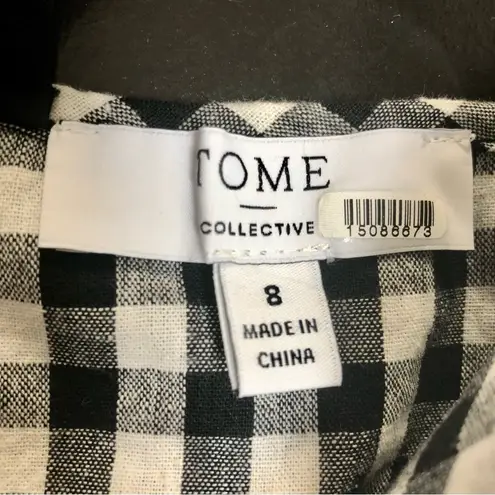 TOME
COLLECTIVE
15086673
8
MADE IN
CHINA